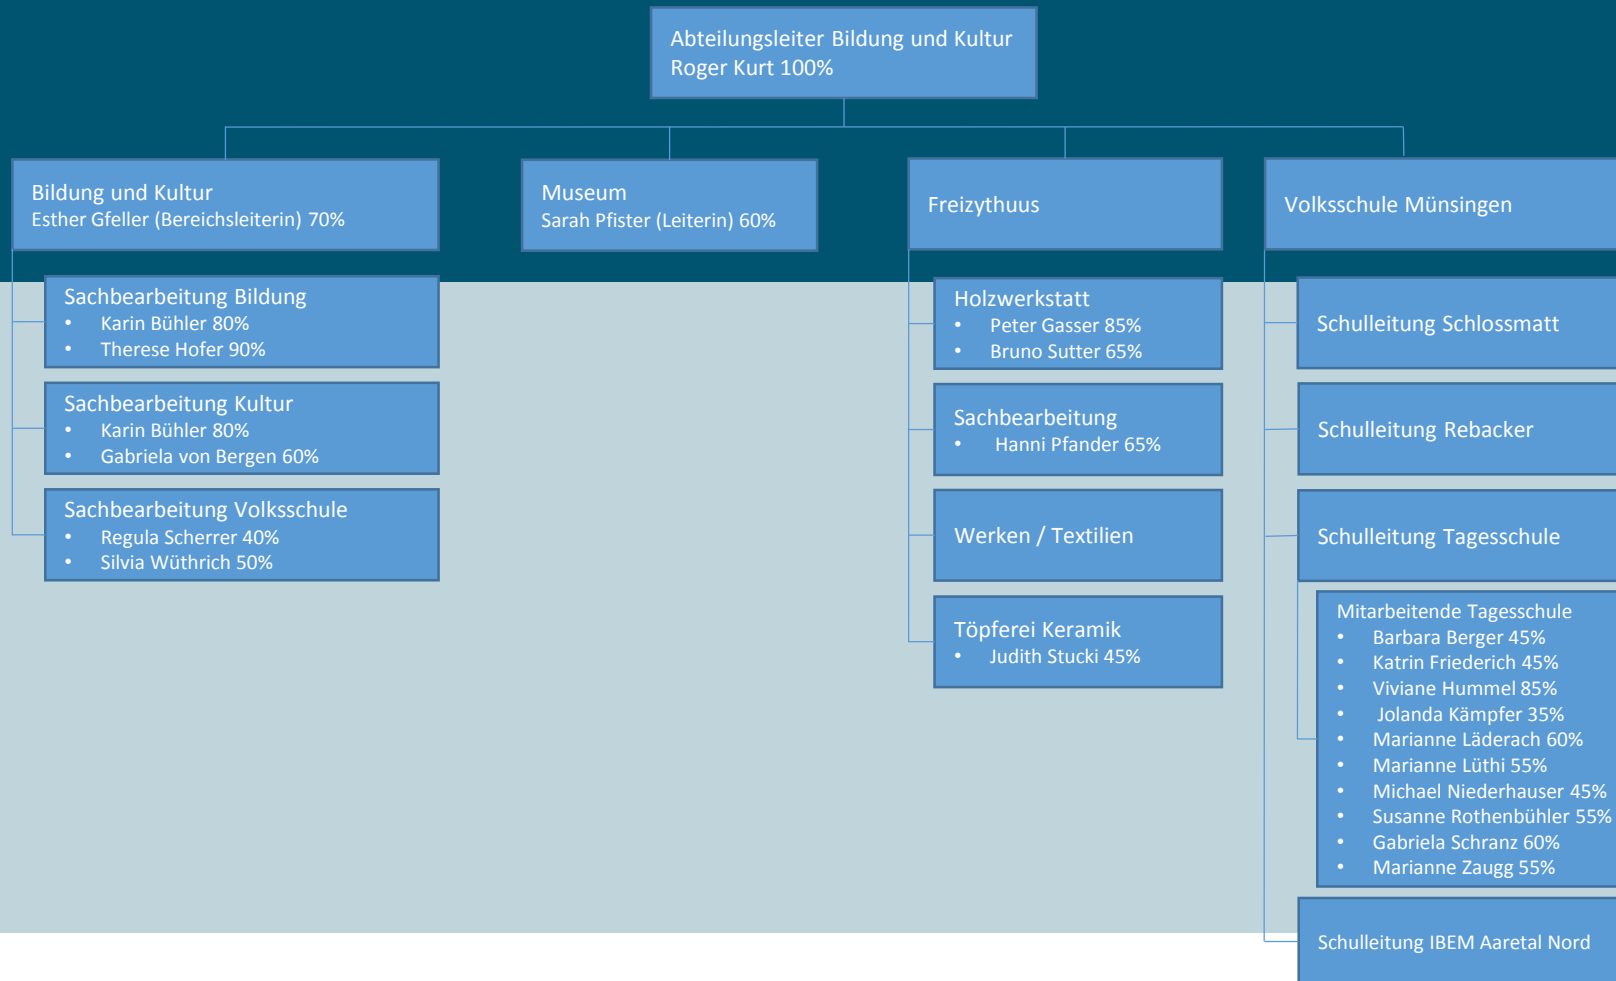 Abteilungsleiter Bildung und Kultur
Roger Kurt 100%
Bildung und Kultur
Esther Gfeller (Bereichsleiterin) 70%
Sachbearbeitung Bildung
• Karin Bühler 80%
• Therese Hofer 90%
Sachbearbeitung Kultur
• Karin Bühler 80%
• Gabriela von Bergen 60%
Sachbearbeitung Volksschule
• Regula Scherrer 40%
• Silvia Wüthrich 50%
Museum
Sarah Pfister (Leiterin) 60%
Freizythuus
Holzwerkstatt
• Peter Gasser 85%
• Bruno Sutter 65%
Sachbearbeitung
• Hanni Pfander 65%
Werken / Textilien
Töpferei Keramik
• Judith Stucki 45%
Volksschule Münsingen
Schulleitung Schlossmatt
Schulleitung Rebacker
Schulleitung Tagesschule
Mitarbeitende Tagesschule
• Barbara Berger 45%
• Katrin Friederich 45%
• Viviane Hummel 85%
• Jolanda Kämpfer 35%
• Marianne Läderach 60%
• Marianne Lüthi 55%
• Michael Niederhauser 45%
• Susanne Rothenbühler 55%
• Gabriela Schranz 60%
• Marianne Zaugg 55%
Schulleitung IBEM Aaretal Nord